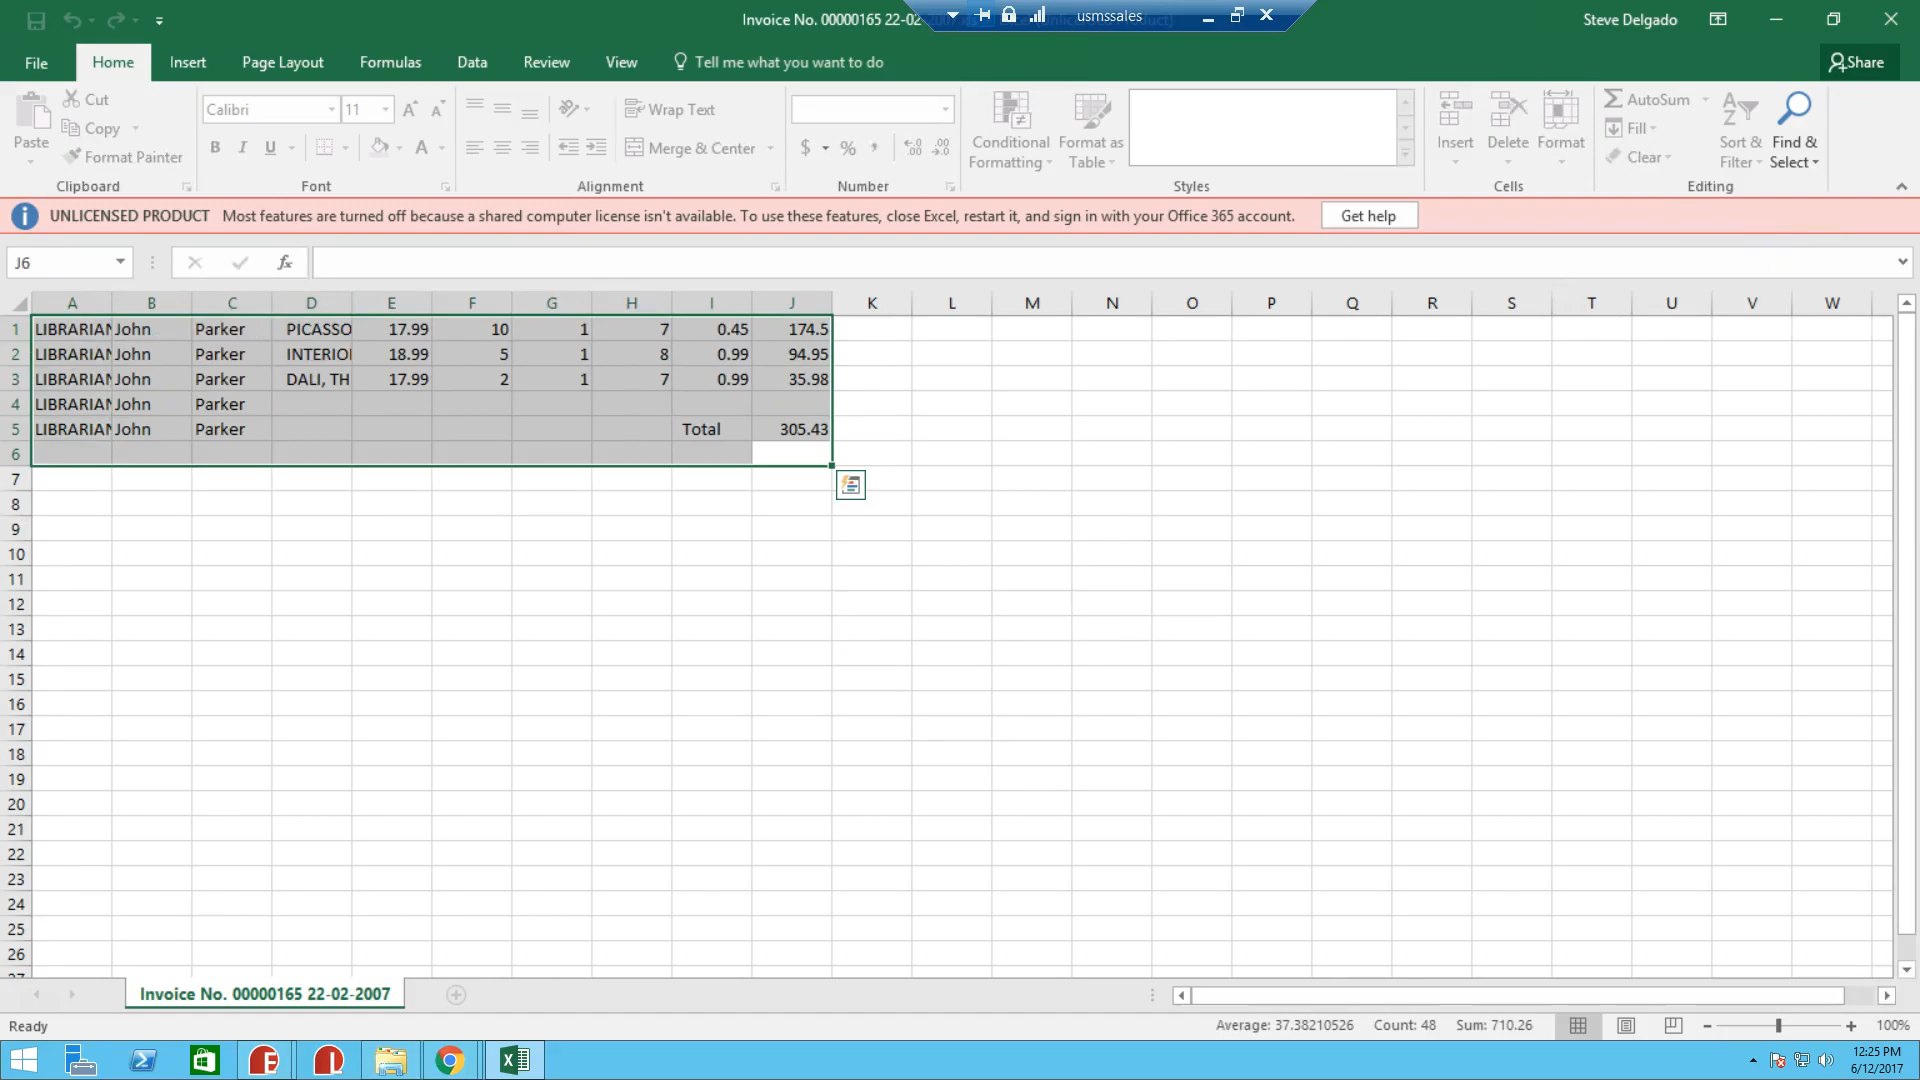 Invoice No. 00000165 22-02
usmssales
Steve Delgado
File Home Insert Page Layout Formulas Data Review View Tell me what you want to do Share
Paste
Cut
Copy
Format Painter
Clipboard
Calibri 11
B I U
Font
Wrap Text
Merge & Center
Alignment
$ % ,
Number
Conditional Formatting
Format as Table
Styles
Insert Delete Format
Cells
AutoSum
Fill
Clear
Sort & Filter
Find & Select
Editing
UNLICENSED PRODUCT Most features are turned off because a shared computer license isn't available. To use these features, close Excel, restart it, and sign in with your Office 365 account. Get help
J6 fx
A B C D E F G H I J K L M N O P Q R S T U V W
1 LIBRARIAN John Parker PICASSO 17.99 10 1 7 0.45 174.5
2 LIBRARIAN John Parker INTERIO 18.99 5 1 8 0.99 94.95
3 LIBRARIAN John Parker DALI, TH 17.99 2 1 7 0.99 35.98
4 LIBRARIAN John Parker
5 LIBRARIAN John Parker Total 305.43
6
7
8
9
10
11
12
13
14
15
16
17
18
19
20
21
22
23
24
25
26
Invoice No. 00000165 22-02-2007
Ready Average: 37.38210526 Count: 48 Sum: 710.26 100%
12:25 PM
6/12/2017